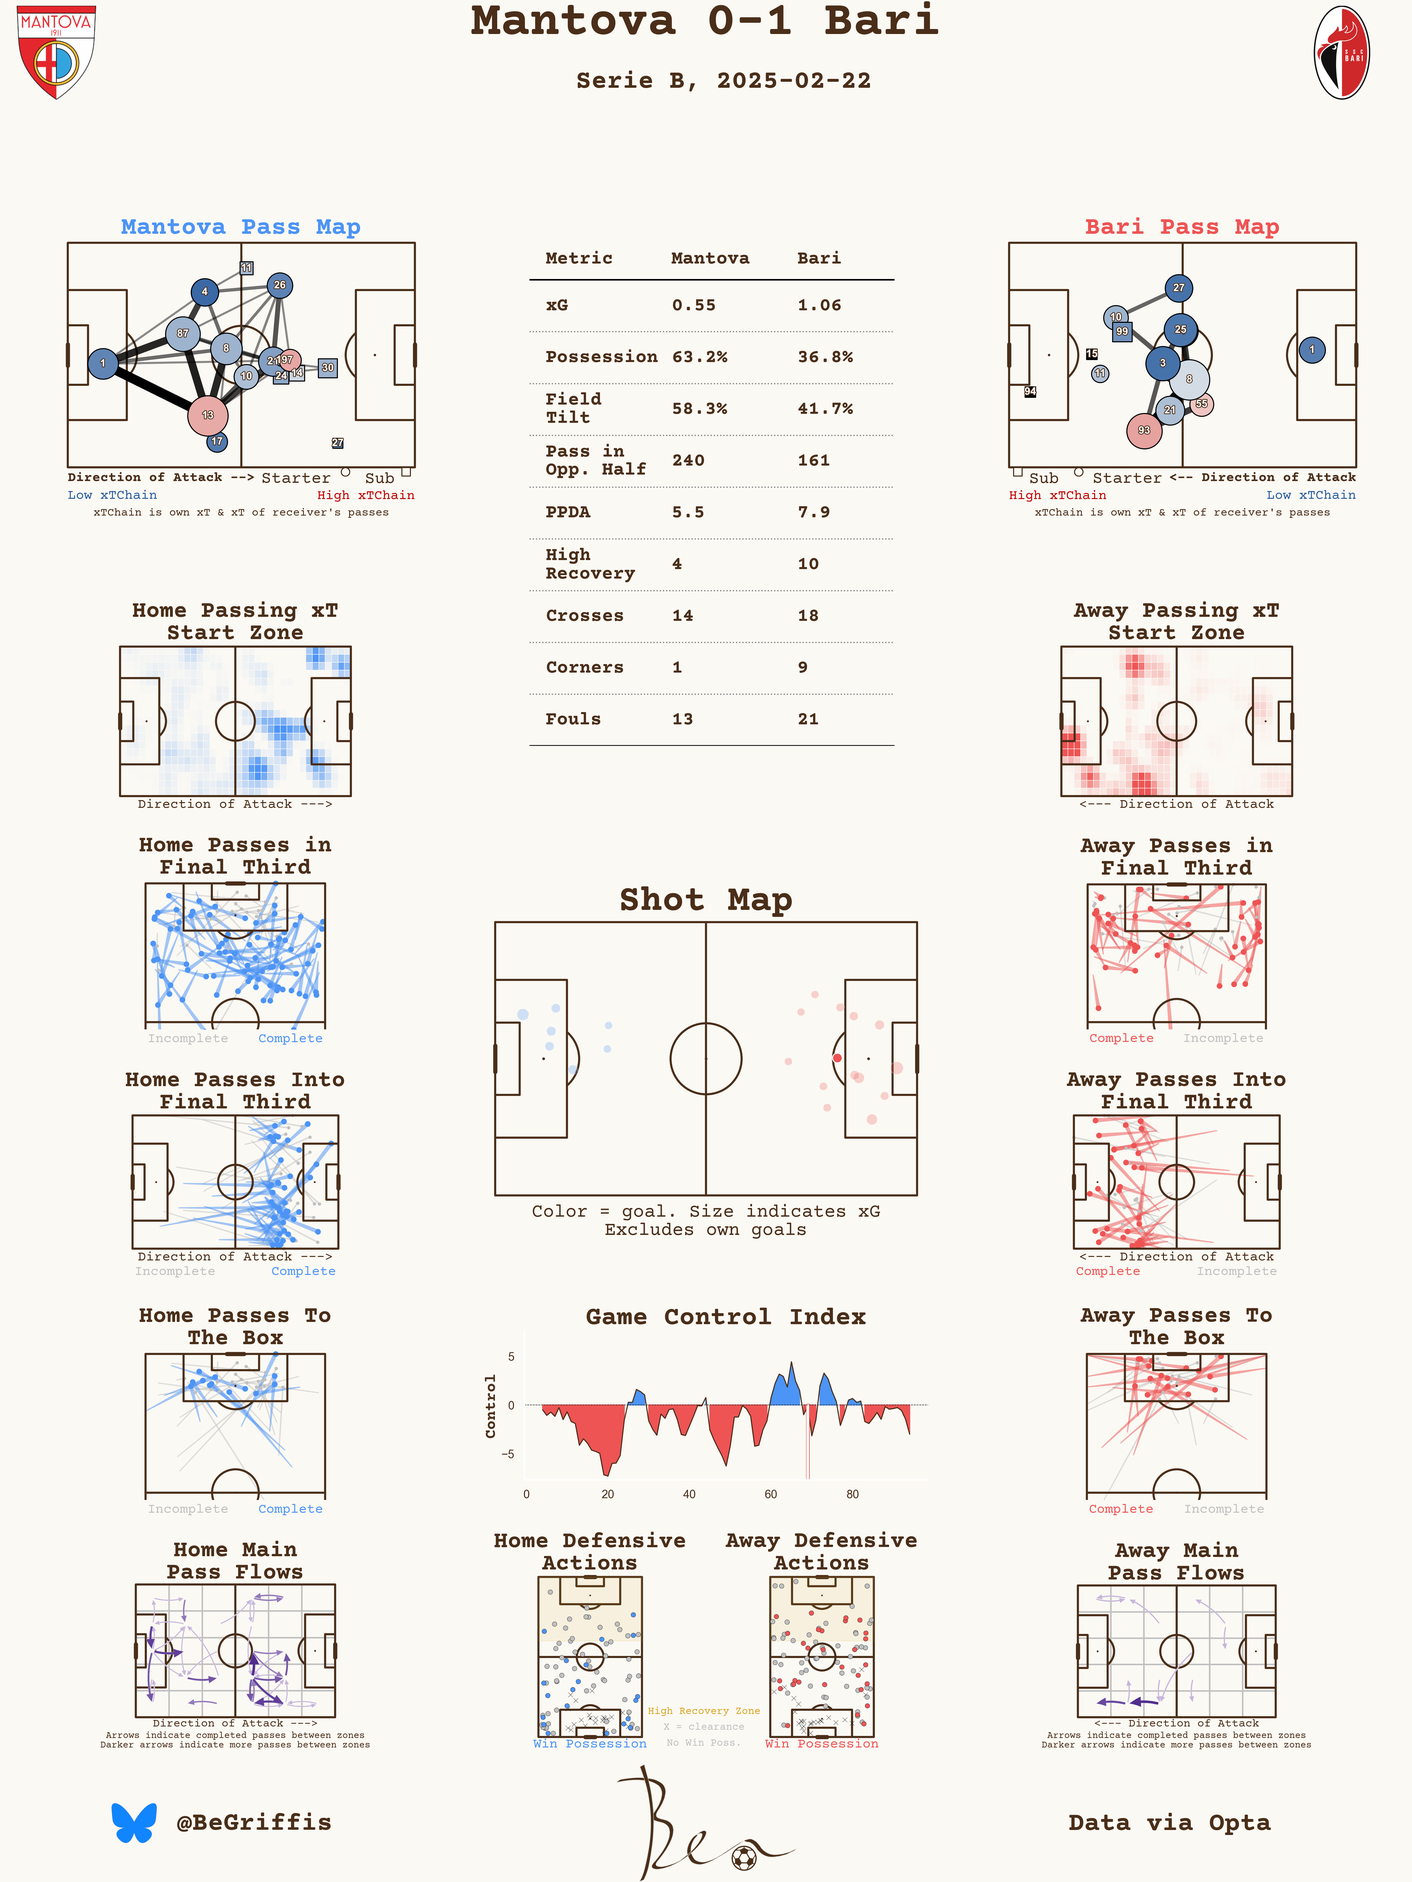 Mantova 0-1 Bari
Serie B, 2025-02-22
MANTOVA
1911
SSC
BARI
Mantova Pass Map
11
4
26
87
8
1
21
97
10
24
14
30
13
17
27
Direction of Attack --> Starter Sub
Low xTChain High xTChain
xTChain is own xT & xT of receiver's passes
Metric Mantova Bari
xG 0.55 1.06
Possession 63.2% 36.8%
Field
Tilt 58.3% 41.7%
Pass in
Opp. Half 240 161
PPDA 5.5 7.9
High
Recovery 4 10
Crosses 14 18
Corners 1 9
Fouls 13 21
Bari Pass Map
27
10
99
25
15
3
1
11
8
94
21
55
93
Sub Starter <-- Direction of Attack
High xTChain Low xTChain
xTChain is own xT & xT of receiver's passes
Home Passing xT
Start Zone
Direction of Attack --->
Away Passing xT
Start Zone
<--- Direction of Attack
Home Passes in
Final Third
Incomplete Complete
Away Passes in
Final Third
Complete Incomplete
Shot Map
Color = goal. Size indicates xG
Excludes own goals
Home Passes Into
Final Third
Direction of Attack --->
Incomplete Complete
Away Passes Into
Final Third
<--- Direction of Attack
Complete Incomplete
Home Passes To
The Box
Incomplete Complete
Game Control Index
Control
5
0
−5
0 20 40 60 80
Away Passes To
The Box
Complete Incomplete
Home Main
Pass Flows
Direction of Attack --->
Arrows indicate completed passes between zones
Darker arrows indicate more passes between zones
Home Defensive
Actions
Win Possession
High Recovery Zone
X = clearance
No Win Poss.
Away Defensive
Actions
Win Possession
Away Main
Pass Flows
<--- Direction of Attack
Arrows indicate completed passes between zones
Darker arrows indicate more passes between zones
@BeGriffis
Ben
Data via Opta